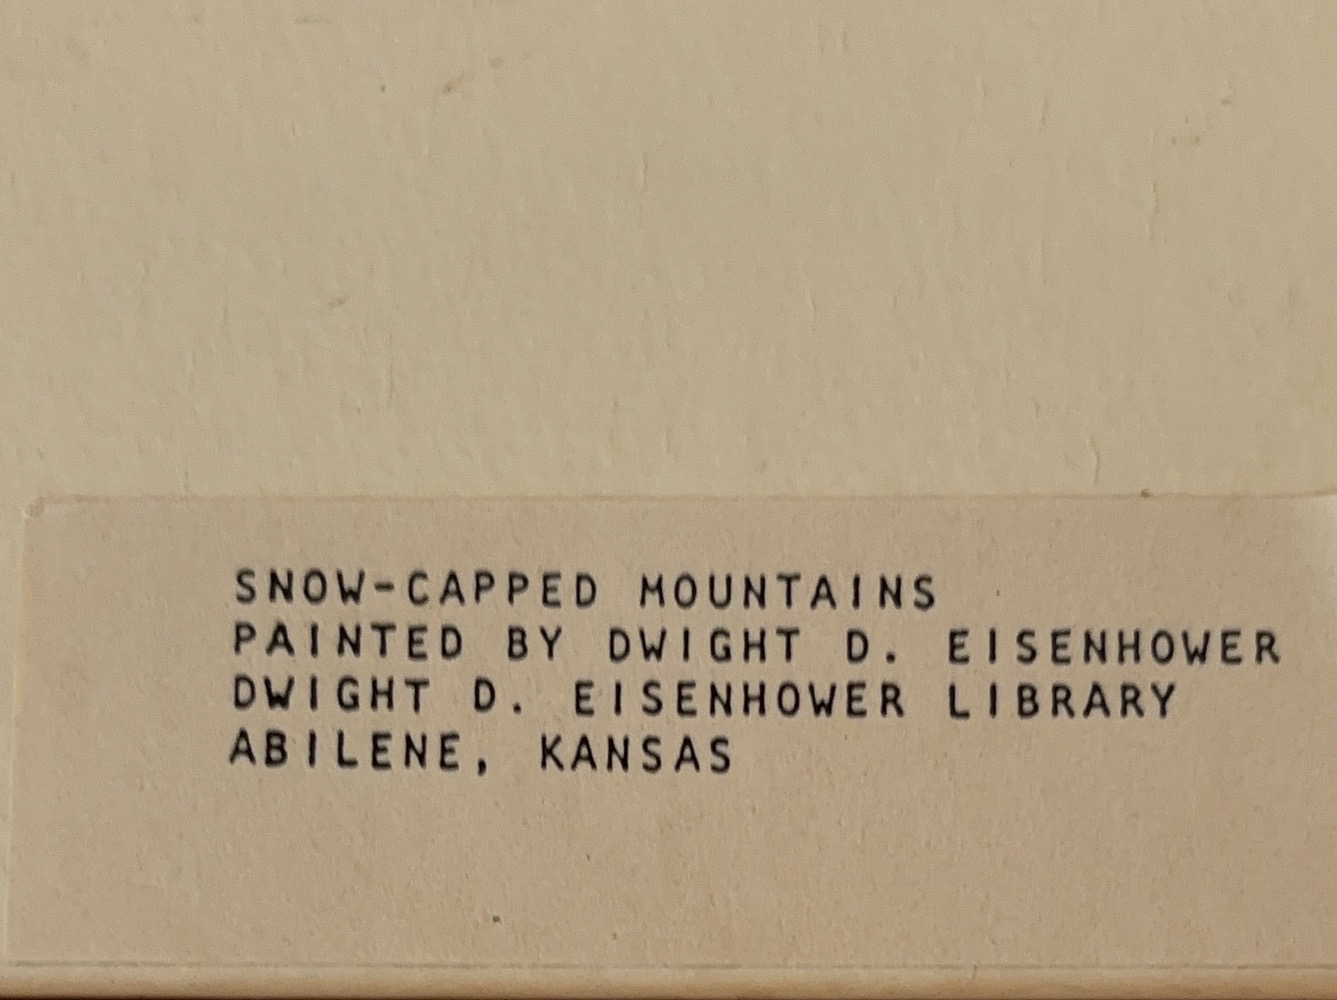 SNOW-CAPPED MOUNTAINS
PAINTED BY DWIGHT D. EISENHOWER
DWIGHT D. EISENHOWER LIBRARY
ABILENE, KANSAS